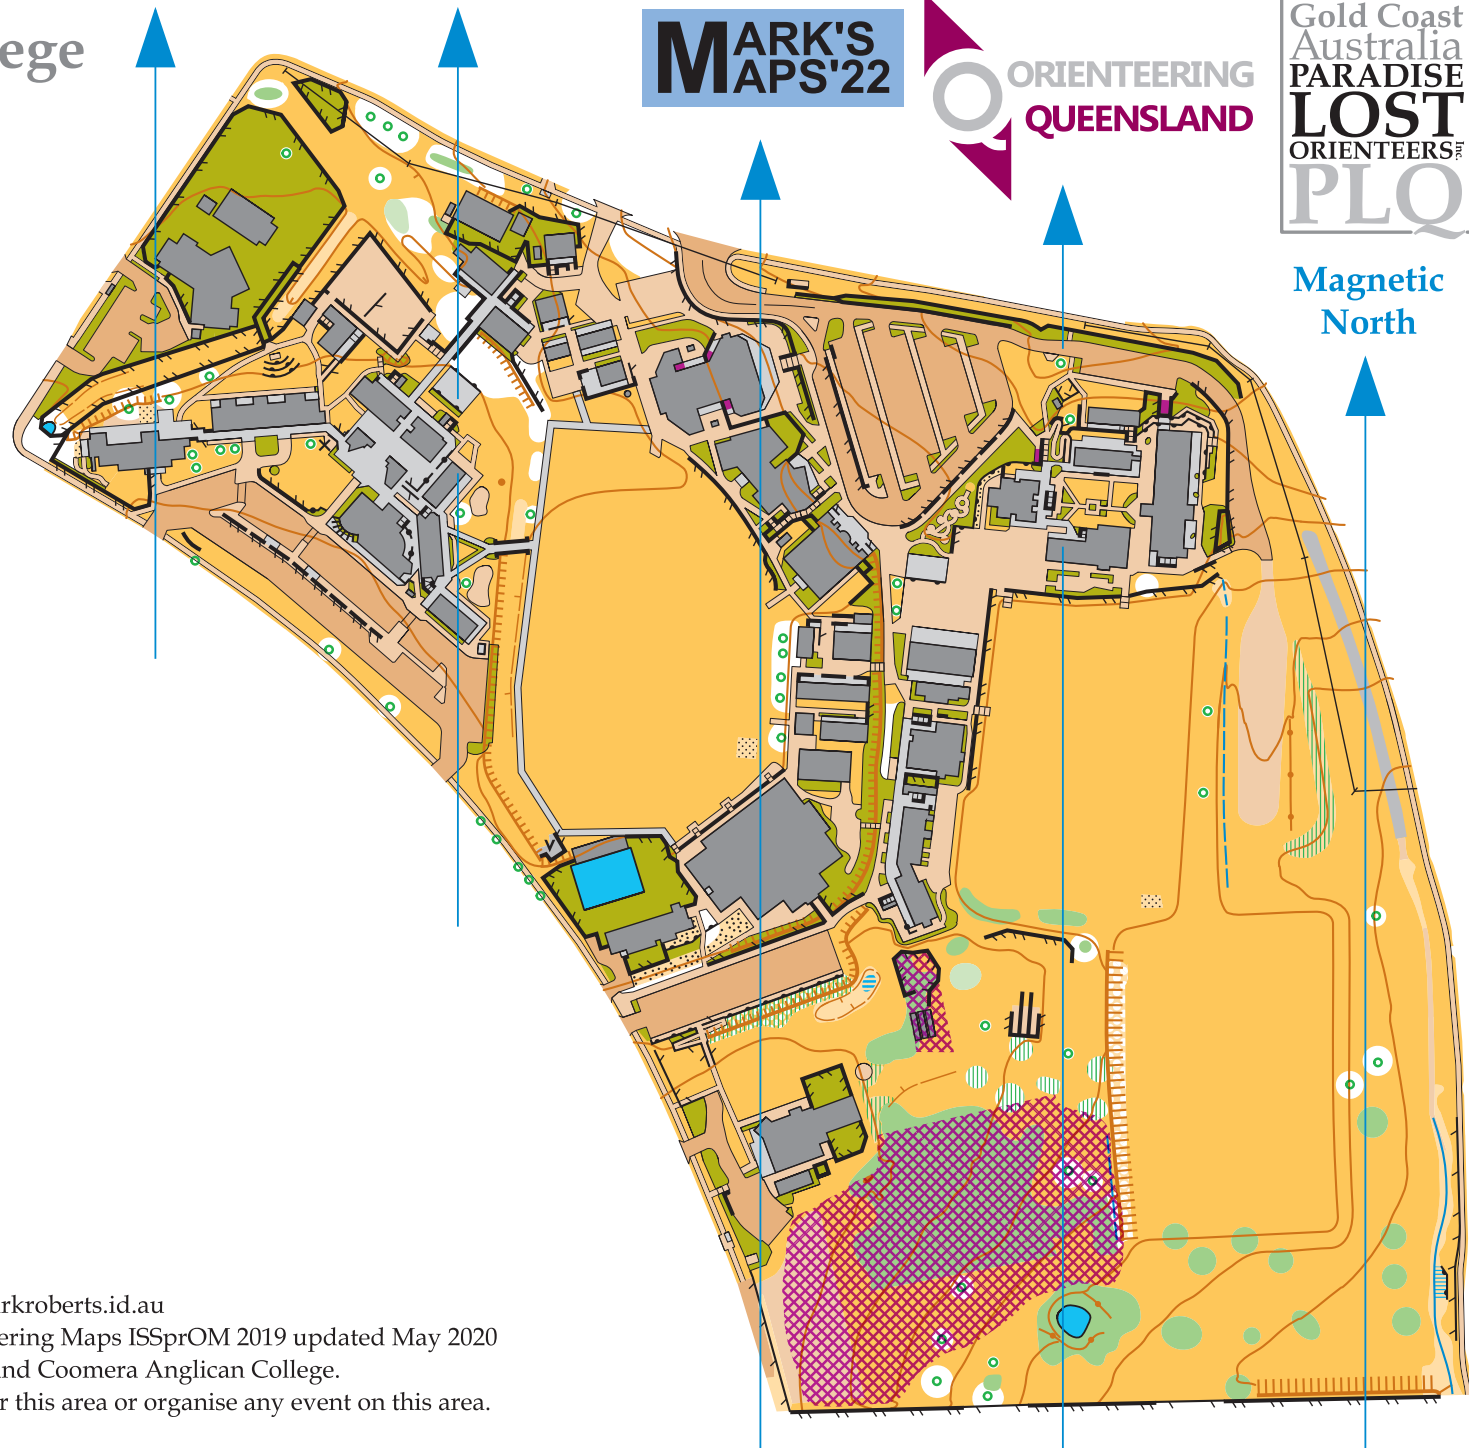 ege
MARK'S
MAPS'22
ORIENTEERING
QUEENSLAND
Gold Coast
Australia
PARADISE
LOST
ORIENTEERS Inc.
PLQ
Magnetic
North
rkroberts.id.au
ering Maps ISSprOM 2019 updated May 2020
nd Coomera Anglican College.
r this area or organise any event on this area.